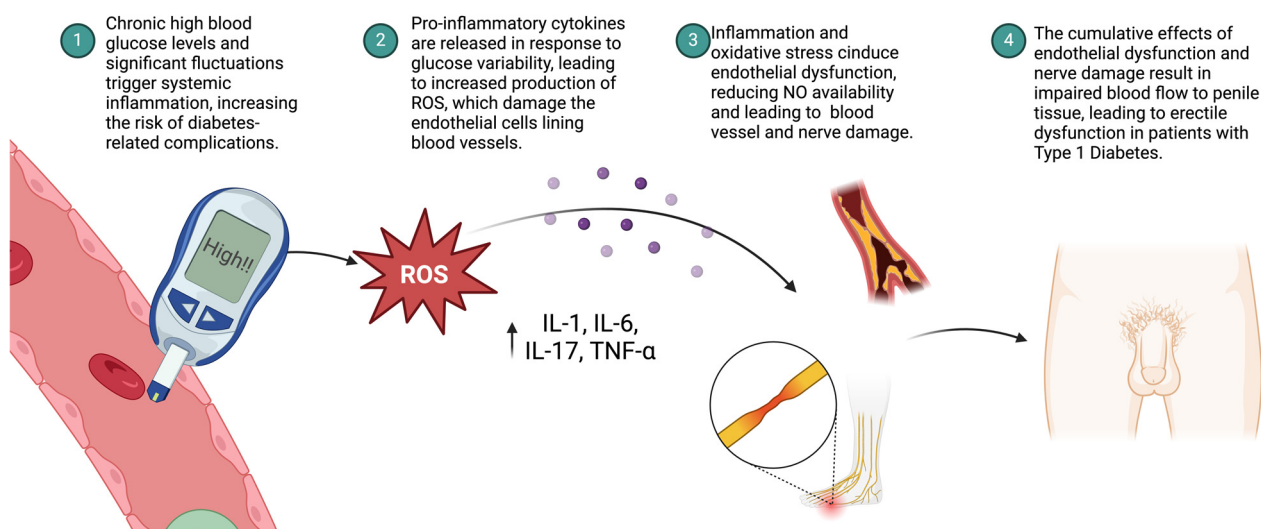 1
Chronic high blood
glucose levels and
significant fluctuations
trigger systemic
inflammation, increasing
the risk of diabetes-
related complications.
2
Pro-inflammatory cytokines
are released in response to
glucose variability, leading
to increased production of
ROS, which damage the
endothelial cells lining
blood vessels.
3
Inflammation and
oxidative stress cinduce
endothelial dysfunction,
reducing NO availability
and leading to blood
vessel and nerve damage.
4
The cumulative effects of
endothelial dysfunction and
nerve damage result in
impaired blood flow to penile
tissue, leading to erectile
dysfunction in patients with
Type 1 Diabetes.
High!!
ROS
IL-1, IL-6,
IL-17, TNF-α